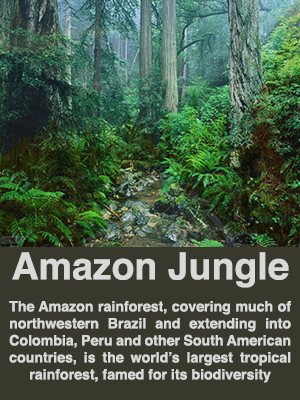 Amazon Jungle
The Amazon rainforest, covering much of
northwestern Brazil and extending into
Colombia, Peru and other South American
countries, is the world's largest tropical
rainforest, famed for its biodiversity